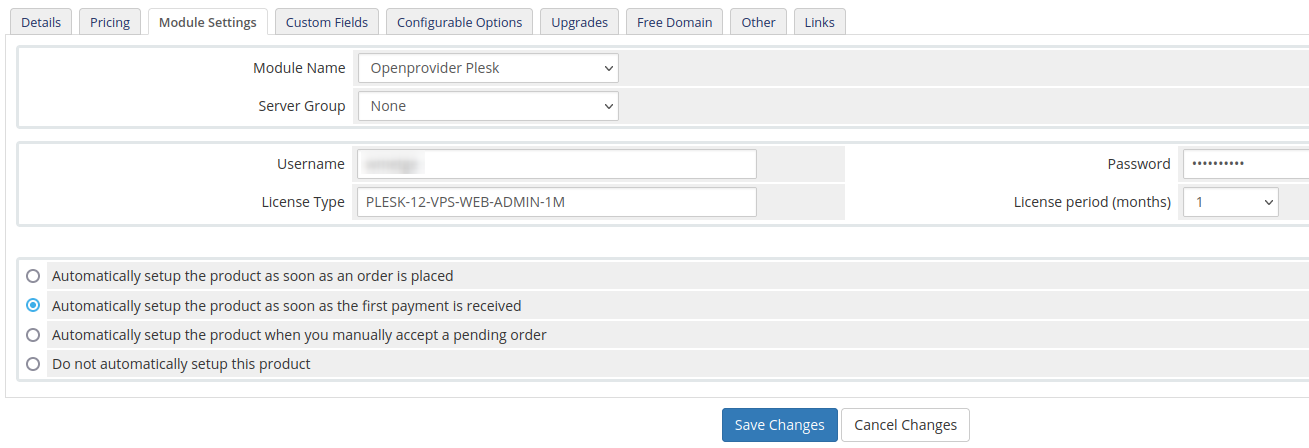 Details Pricing Module Settings Custom Fields Configurable Options Upgrades Free Domain Other Links
Module Name Openprovider Plesk
Server Group None
Username Password ••••••••••
License Type PLESK-12-VPS-WEB-ADMIN-1M License period (months) 1
Automatically setup the product as soon as an order is placed
Automatically setup the product as soon as the first payment is received
Automatically setup the product when you manually accept a pending order
Do not automatically setup this product
Save Changes Cancel Changes